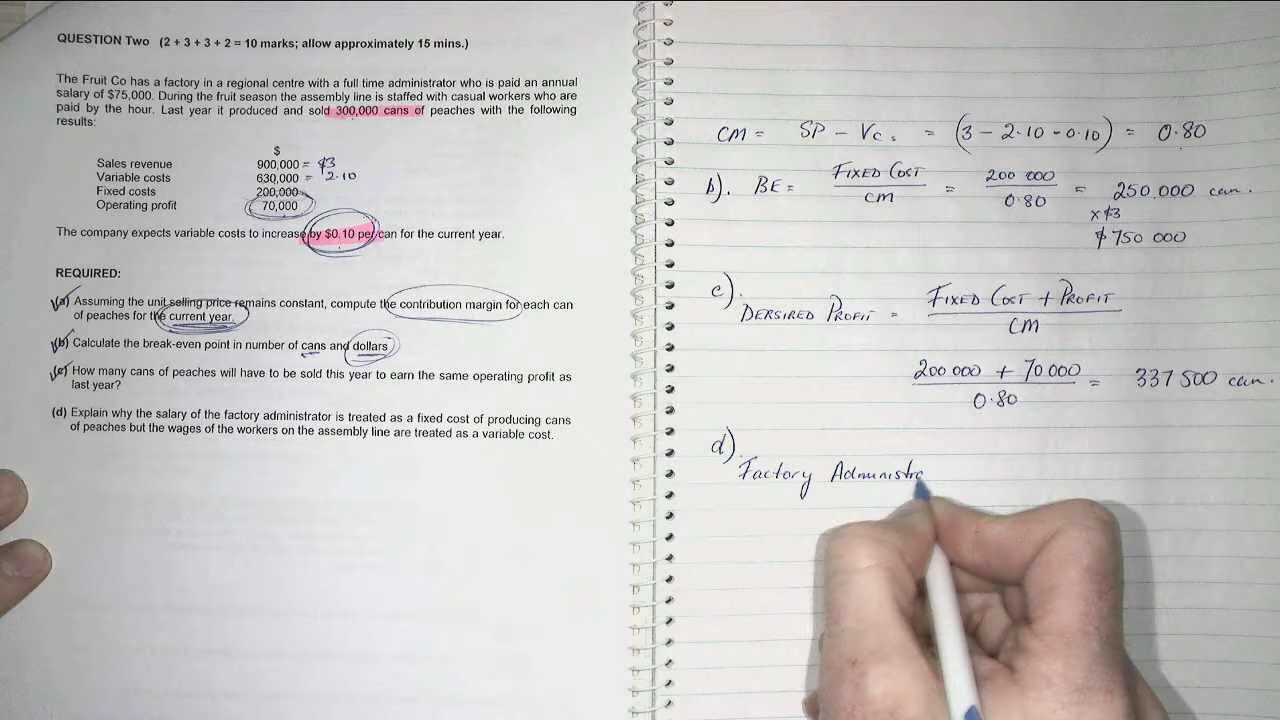 QUESTION Two (2 + 3 + 3 + 2 = 10 marks; allow approximately 15 mins.)
The Fruit Co has a factory in a regional centre with a full time administrator who is paid an annual
salary of $75,000. During the fruit season the assembly line is staffed with casual workers who are
paid by the hour. Last year it produced and sold 300,000 cans of peaches with the following
results:
$
Sales revenue 900,000 = $3
Variable costs 630,000 = 2.10
Fixed costs 200,000
Operating profit 70,000
The company expects variable costs to increase by $0.10 per can for the current year.
REQUIRED:
(a) Assuming the unit selling price remains constant, compute the contribution margin for each can
of peaches for the current year.
(b) Calculate the break-even point in number of cans and dollars
(c) How many cans of peaches will have to be sold this year to earn the same operating profit as
last year?
(d) Explain why the salary of the factory administrator is treated as a fixed cost of producing cans
of peaches but the wages of the workers on the assembly line are treated as a variable cost.
CM = SP - VCs = (3 - 2.10 - 0.10) = 0.80
b). BE = FIXED COST / CM = 200 000 / 0.80 = 250,000 can.
x $3
$ 750 000
c).
DERSIRED PROFIT = FIXED COST + PROFIT / CM
200 000 + 70 000 / 0.80 = 337 500 can.
d).
Factory Administra